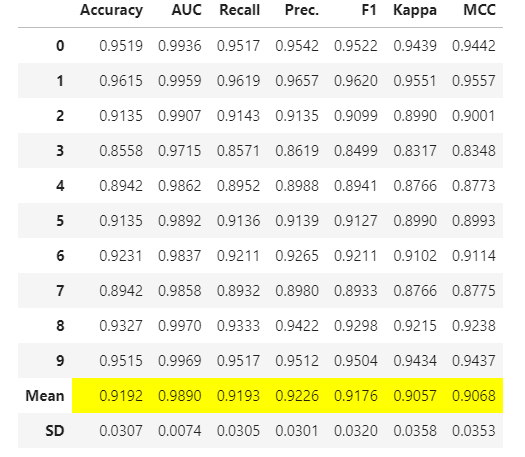 Accuracy AUC Recall Prec. F1 Kappa MCC
0 0.9519 0.9936 0.9517 0.9542 0.9522 0.9439 0.9442
1 0.9615 0.9959 0.9619 0.9657 0.9620 0.9551 0.9557
2 0.9135 0.9907 0.9143 0.9135 0.9099 0.8990 0.9001
3 0.8558 0.9715 0.8571 0.8619 0.8499 0.8317 0.8348
4 0.8942 0.9862 0.8952 0.8988 0.8941 0.8766 0.8773
5 0.9135 0.9892 0.9136 0.9139 0.9127 0.8990 0.8993
6 0.9231 0.9837 0.9211 0.9265 0.9211 0.9102 0.9114
7 0.8942 0.9858 0.8932 0.8980 0.8933 0.8766 0.8775
8 0.9327 0.9970 0.9333 0.9422 0.9298 0.9215 0.9238
9 0.9515 0.9969 0.9517 0.9512 0.9504 0.9434 0.9437
Mean 0.9192 0.9890 0.9193 0.9226 0.9176 0.9057 0.9068
SD 0.0307 0.0074 0.0305 0.0301 0.0320 0.0358 0.0353